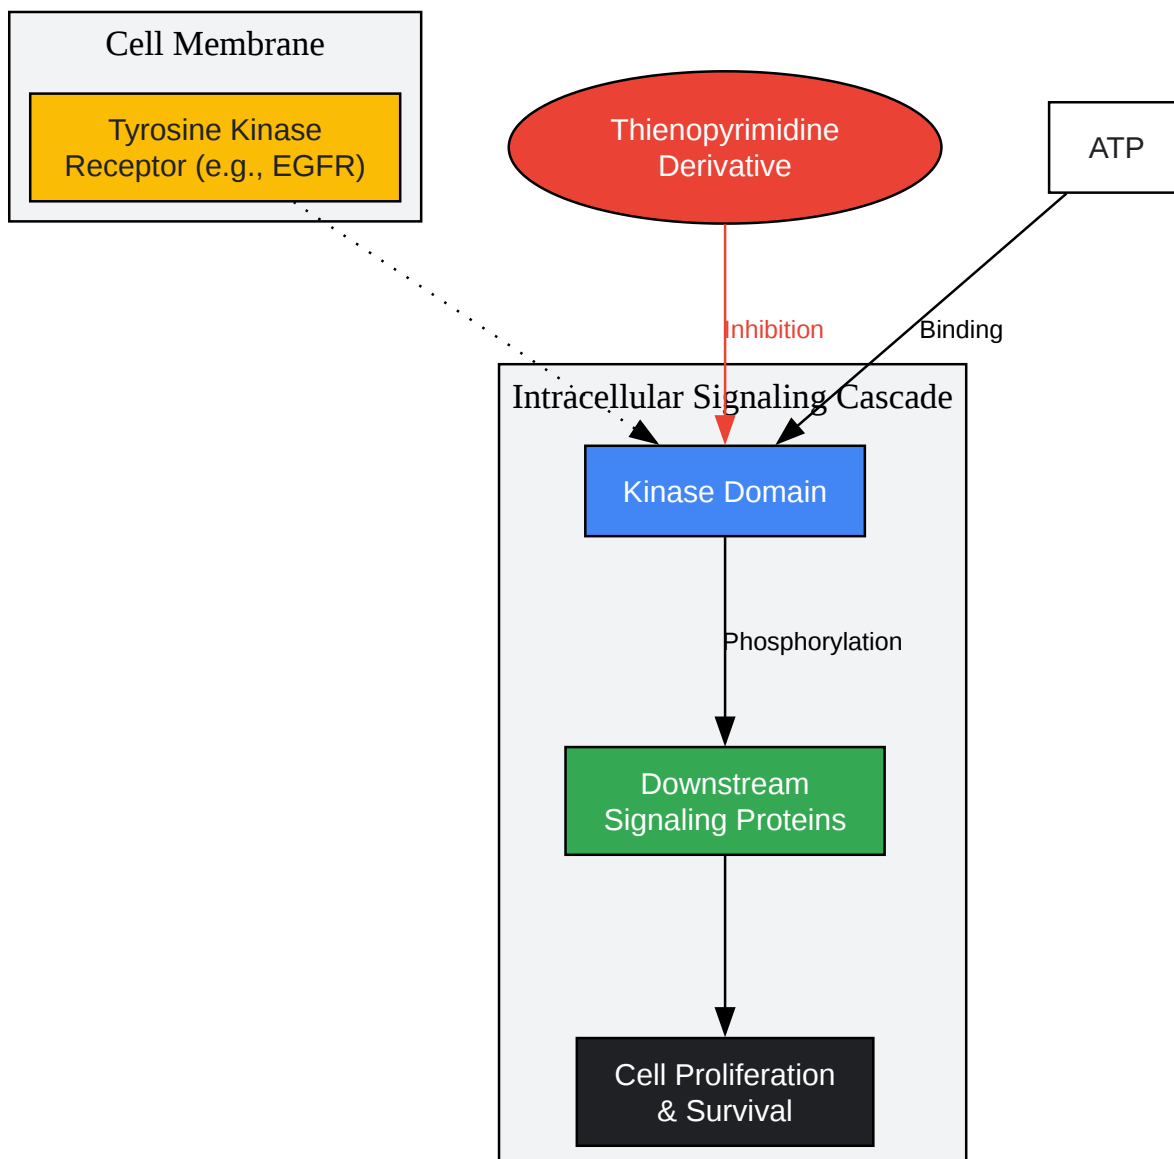 Cell Membrane
Tyrosine Kinase
Receptor (e.g., EGFR)
Thienopyrimidine
Derivative
ATP
Inhibition
Binding
Intracellular Signaling Cascade
Kinase Domain
Phosphorylation
Downstream
Signaling Proteins
Cell Proliferation
& Survival